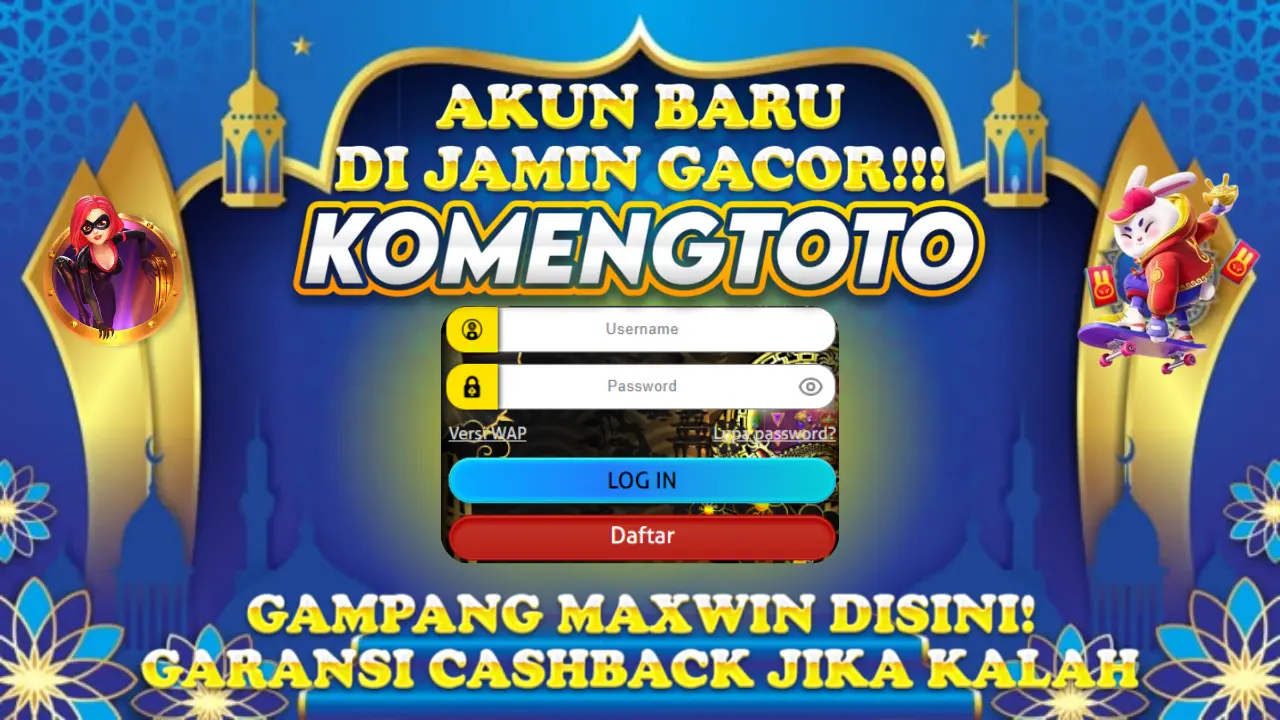 AKUN BARU
DI JAMIN GACOR!!!
KOMENGTOTO
Username
Password
Versi WAP
Lupa password?
LOG IN
Daftar
GAMPANG MAXWIN DISINI!
GARANSI CASHBACK JIKA KALAH